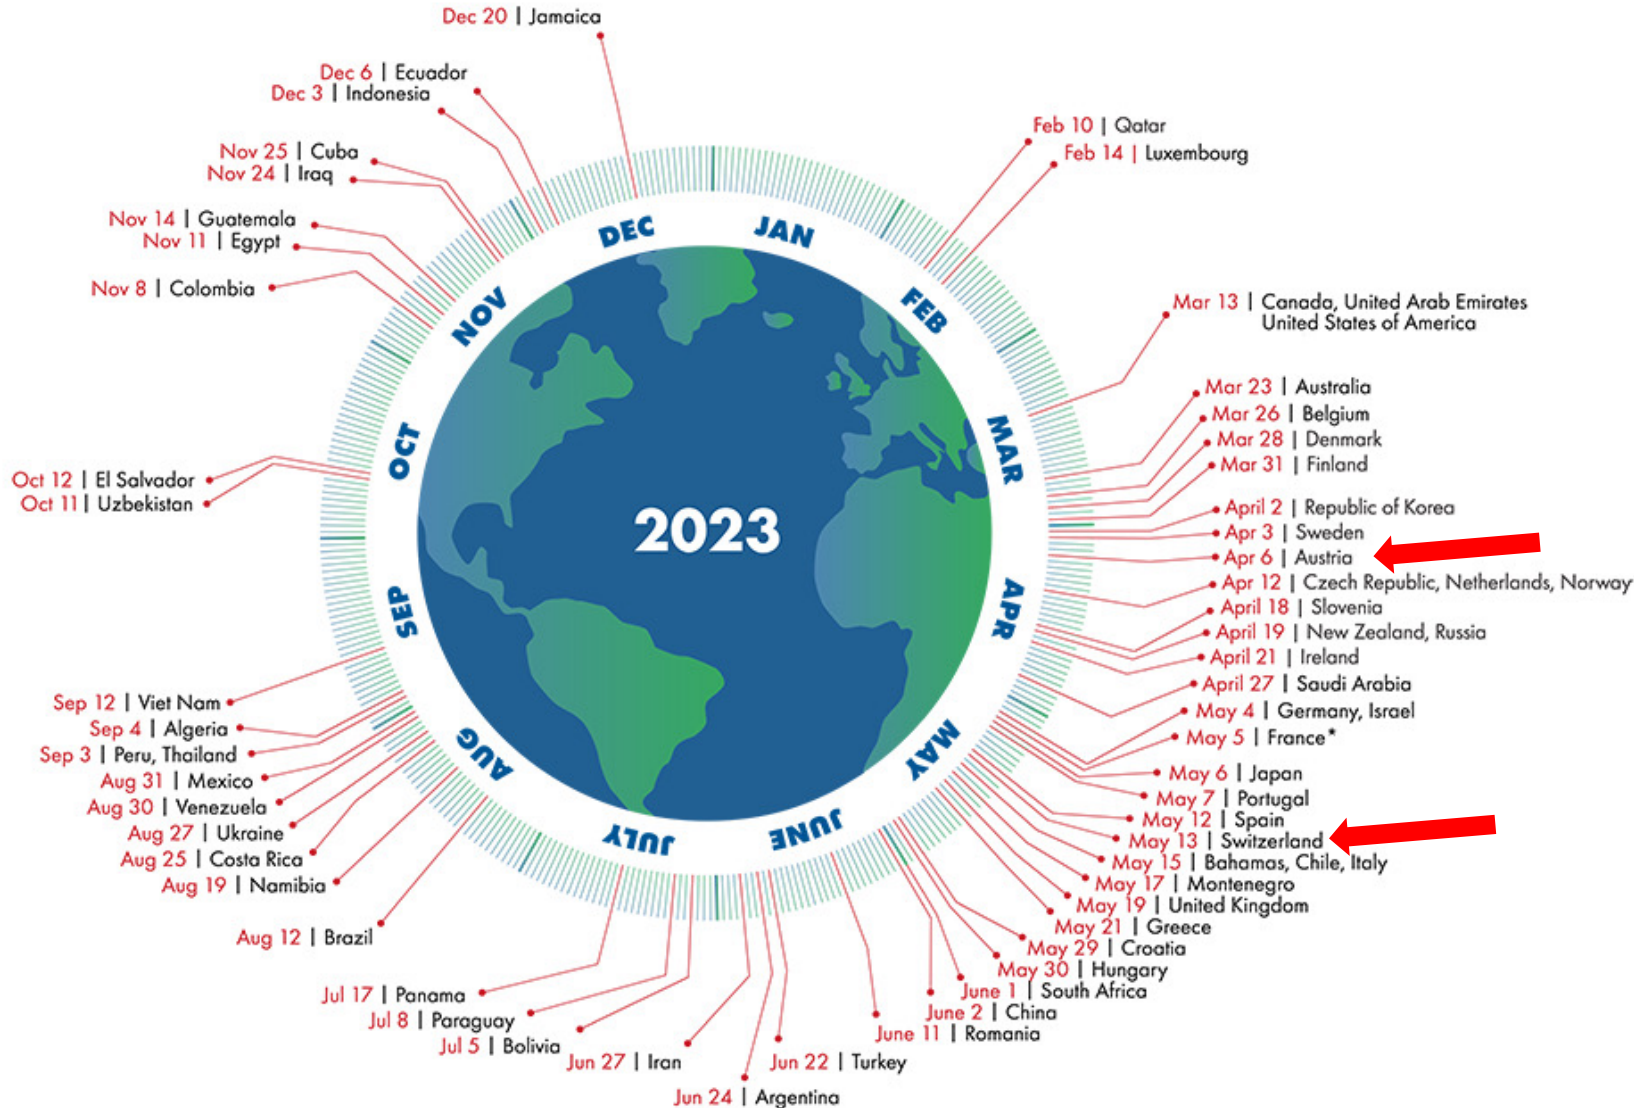 Dec 20 | Jamaica
Dec 6 | Ecuador
Dec 3 | Indonesia
Nov 25 | Cuba
Nov 24 | Iraq
Nov 14 | Guatemala
Nov 11 | Egypt
Nov 8 | Colombia
Oct 12 | El Salvador
Oct 11 | Uzbekistan
Sep 12 | Viet Nam
Sep 4 | Algeria
Sep 3 | Peru, Thailand
Aug 31 | Mexico
Aug 30 | Venezuela
Aug 27 | Ukraine
Aug 25 | Costa Rica
Aug 19 | Namibia
Aug 12 | Brazil
Jul 17 | Panama
Jul 8 | Paraguay
Jul 5 | Bolivia
Jun 27 | Iran
Jun 24 | Argentina
Jun 22 | Turkey
Feb 10 | Qatar
Feb 14 | Luxembourg
Mar 13 | Canada, United Arab Emirates
United States of America
Mar 23 | Australia
Mar 26 | Belgium
Mar 28 | Denmark
Mar 31 | Finland
April 2 | Republic of Korea
Apr 3 | Sweden
Apr 6 | Austria
Apr 12 | Czech Republic, Netherlands, Norway
April 18 | Slovenia
April 19 | New Zealand, Russia
April 21 | Ireland
April 27 | Saudi Arabia
May 4 | Germany, Israel
May 5 | France*
May 6 | Japan
May 7 | Portugal
May 12 | Spain
May 13 | Switzerland
May 15 | Bahamas, Chile, Italy
May 17 | Montenegro
May 19 | United Kingdom
May 21 | Greece
May 29 | Croatia
May 30 | Hungary
June 1 | South Africa
June 2 | China
June 11 | Romania
JAN
FEB
MAR
APR
MAY
JUNE
JULY
AUG
SEP
OCT
NOV
DEC
2023